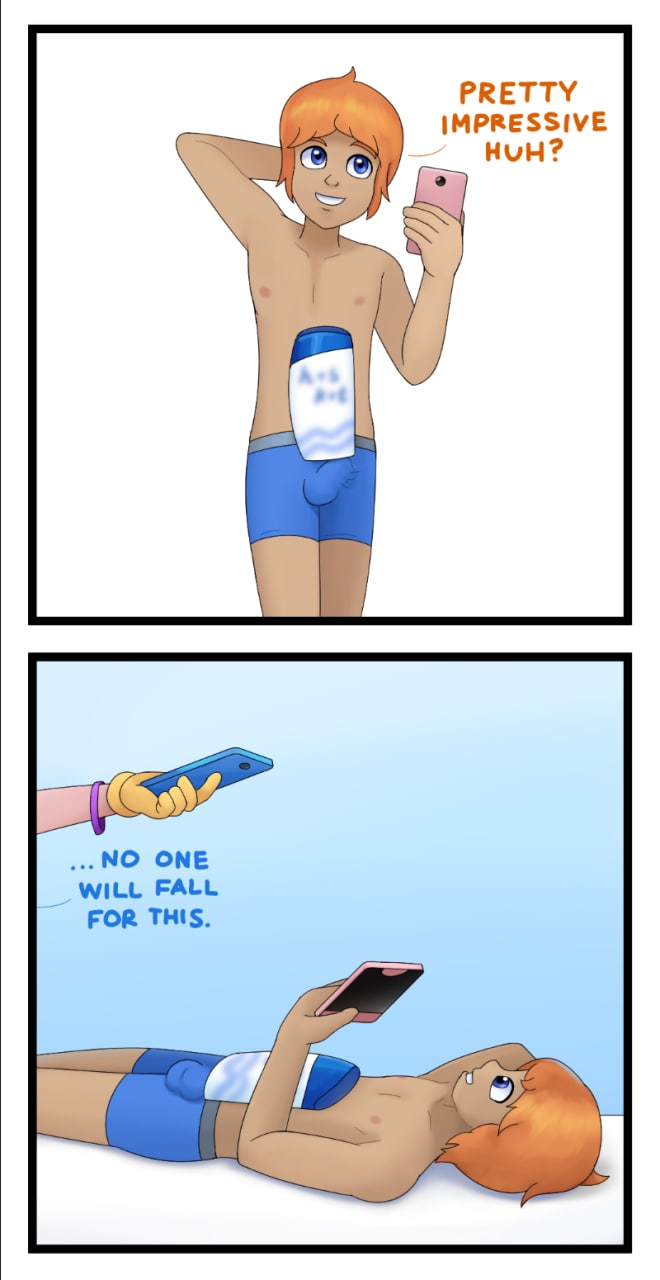 PRETTY
IMPRESSIVE
HUH?
...NO ONE
WILL FALL
FOR THIS.